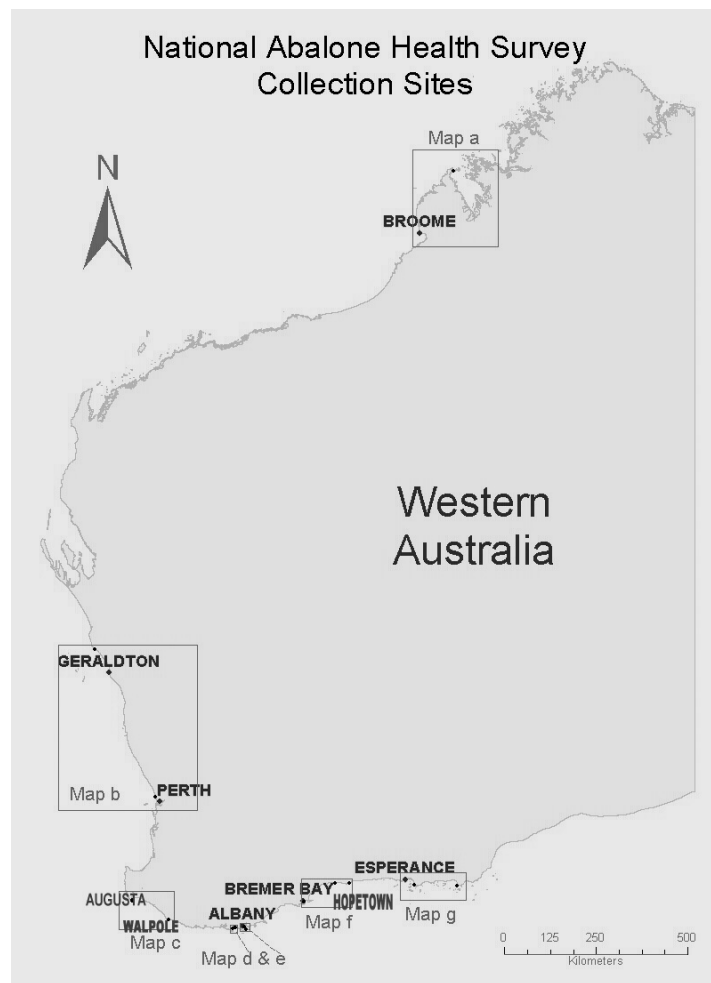 National Abalone Health Survey
Collection Sites
Map a
N
BROOME
Western
Australia
GERALDTON
Map b
PERTH
ESPERANCE
AUGUSTA
BREMER BAY
HOPETOWN
WALPOLE
ALBANY
Map c
Map f
Map g
Map d & e
0 125 250 500
Kilometers